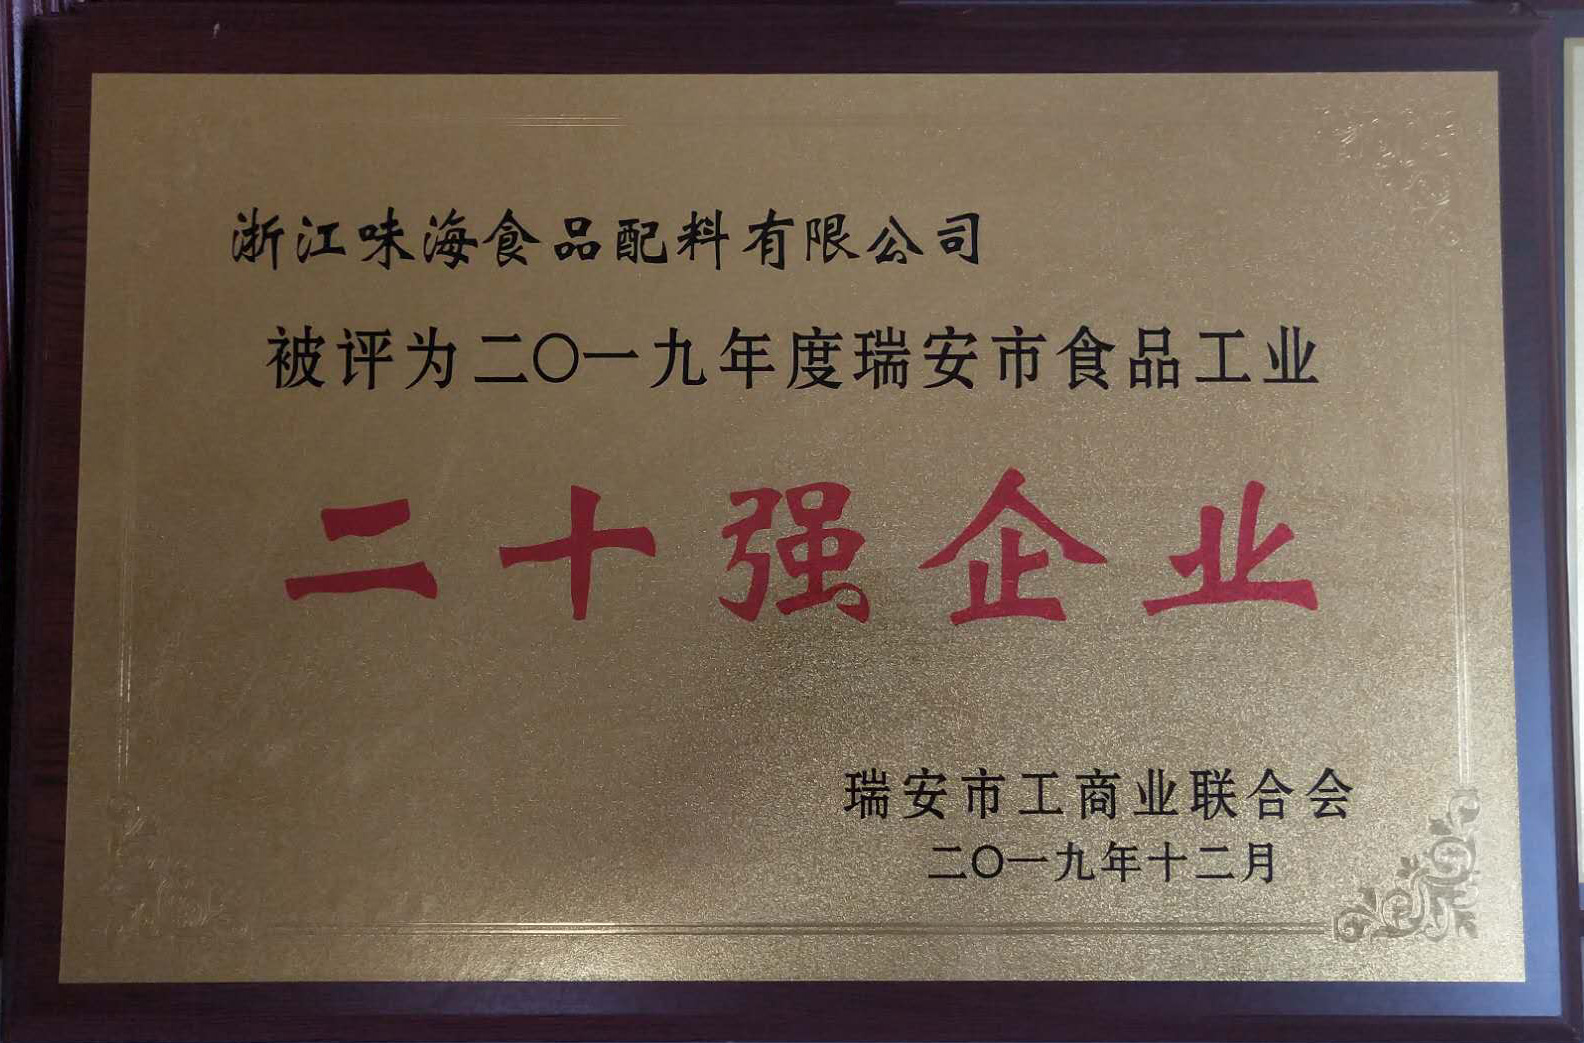 浙江味海食品配料有限公司
被评为二〇一九年度瑞安市食品工业
二十强企业
瑞安市工商业联合会
二〇一九年十二月